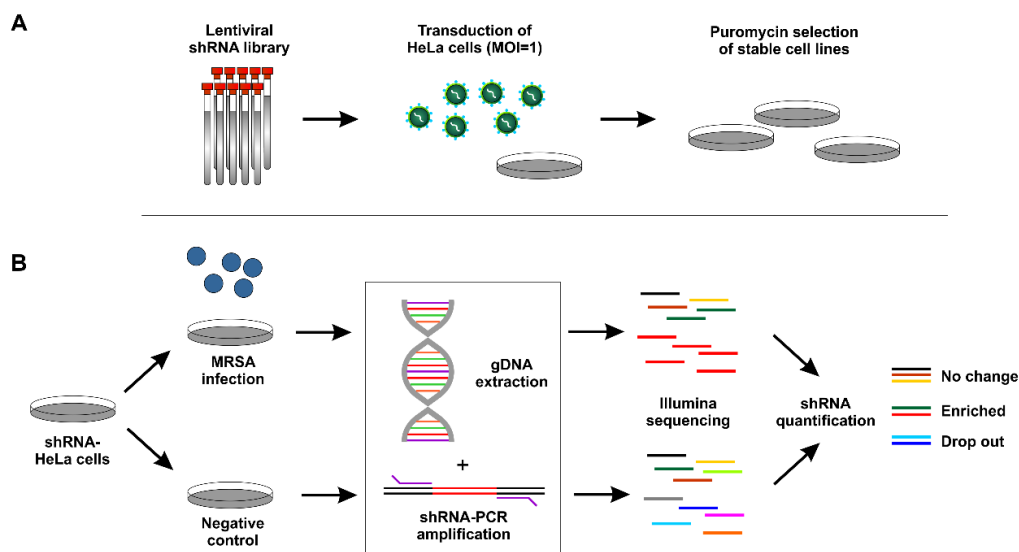 A
Lentiviral
shRNA library
Transduction of
HeLa cells (MOI=1)
Puromycin selection
of stable cell lines
B
MRSA
infection
shRNA-
HeLa cells
Negative
control
gDNA
extraction
+
shRNA-PCR
amplification
Illumina
sequencing
shRNA
quantification
No change
Enriched
Drop out